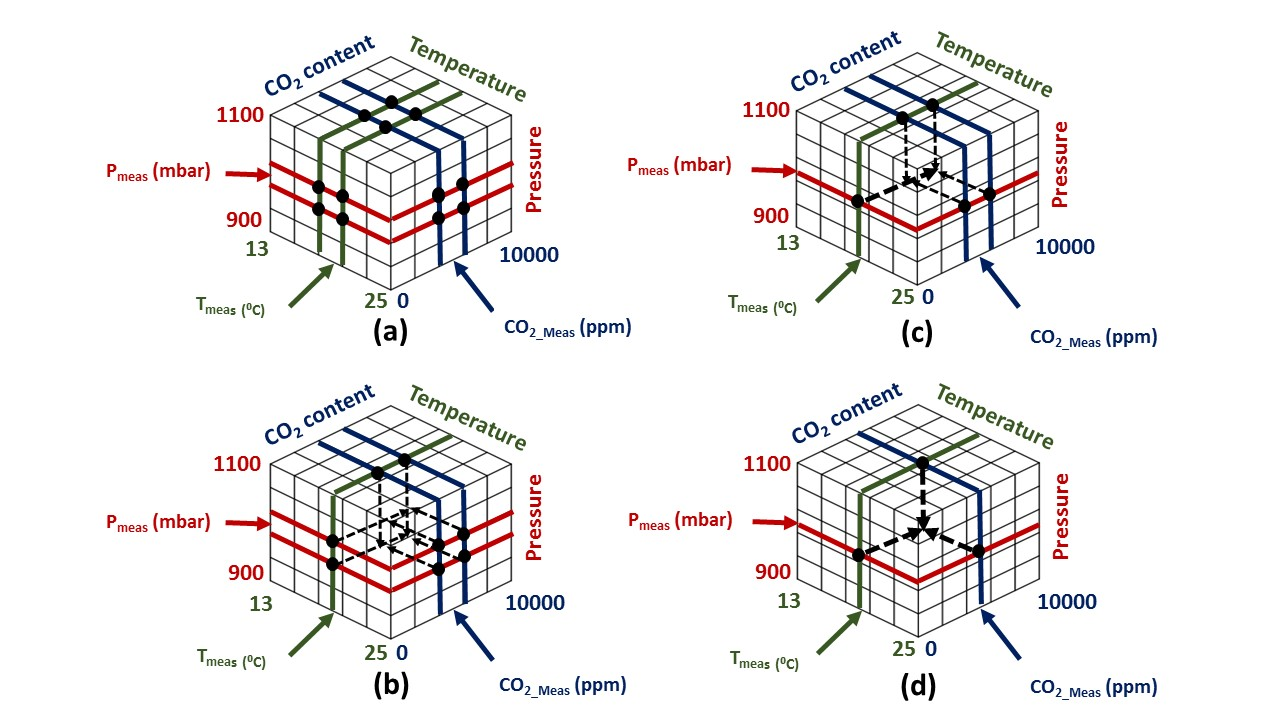 CO2 content
Temperature
1100
Pmeas (mbar)
Pressure
900
13
10000
Tmeas (⁰C)
25 0
CO2_Meas (ppm)
(a)
CO2 content
Temperature
1100
Pmeas (mbar)
Pressure
900
13
10000
Tmeas (⁰C)
25 0
CO2_Meas (ppm)
(c)
CO2 content
Temperature
1100
Pmeas (mbar)
Pressure
900
13
10000
Tmeas (⁰C)
25 0
CO2_Meas (ppm)
(b)
CO2 content
Temperature
1100
Pmeas (mbar)
Pressure
900
13
10000
Tmeas (⁰C)
25 0
CO2_Meas (ppm)
(d)